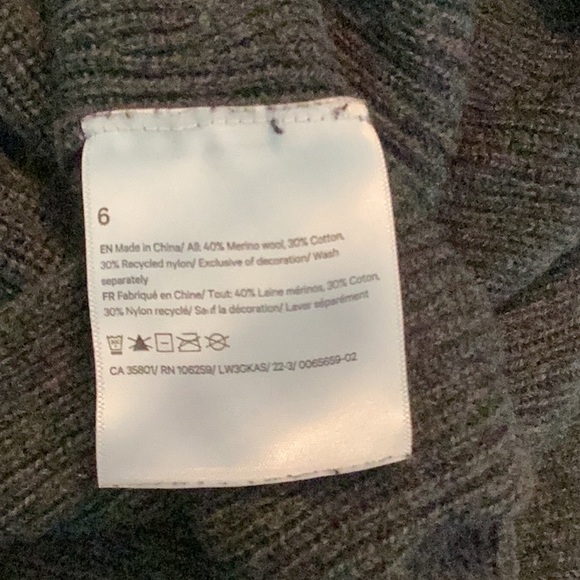 6
EN Made in China/ All: 40% Merino wool, 30% Cotton,
30% Recycled nylon/ Exclusive of decoration/ Wash
separately
FR Fabriqué en Chine/ Tout: 40% Laine mérinos, 30% Coton,
30% Nylon recyclé/ Sauf la décoration/ Laver séparément
CA 35801/ RN 106259/ LW3GKAS/ 22-3/ 0065659-02